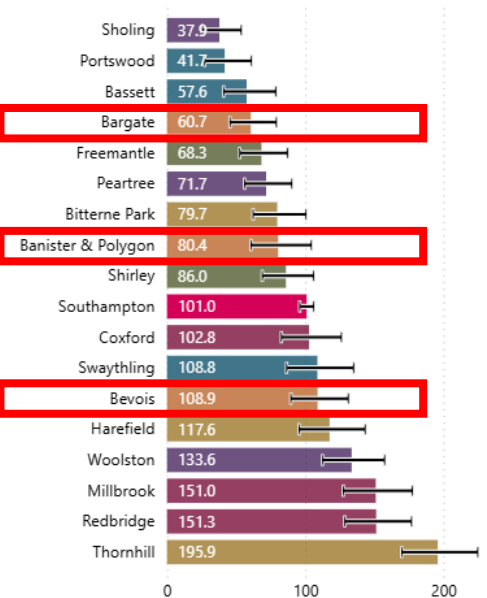 Sholing 37.9
Portswood 41.7
Bassett 57.6
Bargate 60.7
Freemantle 68.3
Peartree 71.7
Bitterne Park 79.7
Banister & Polygon 80.4
Shirley 86.0
Southampton 101.0
Coxford 102.8
Swaythling 108.8
Bevois 108.9
Harefield 117.6
Woolston 133.6
Millbrook 151.0
Redbridge 151.3
Thornhill 195.9
0 100 200